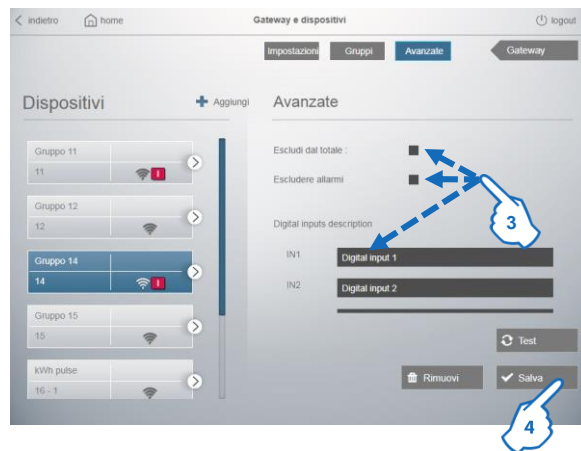 indietro home Gateway e dispositivi logout
Impostazioni Gruppi Avanzate Gateway
Dispositivi Aggiungi
Avanzate
Gruppo 11
11 I
Gruppo 12
12
Gruppo 14
14 I
Gruppo 15
15
kWh pulse
16 - 1
Escludi dal totale :
Escludere allarmi
3
Digital inputs description
IN1 Digital input 1
IN2 Digital input 2
Test
Rimuovi Salva
4